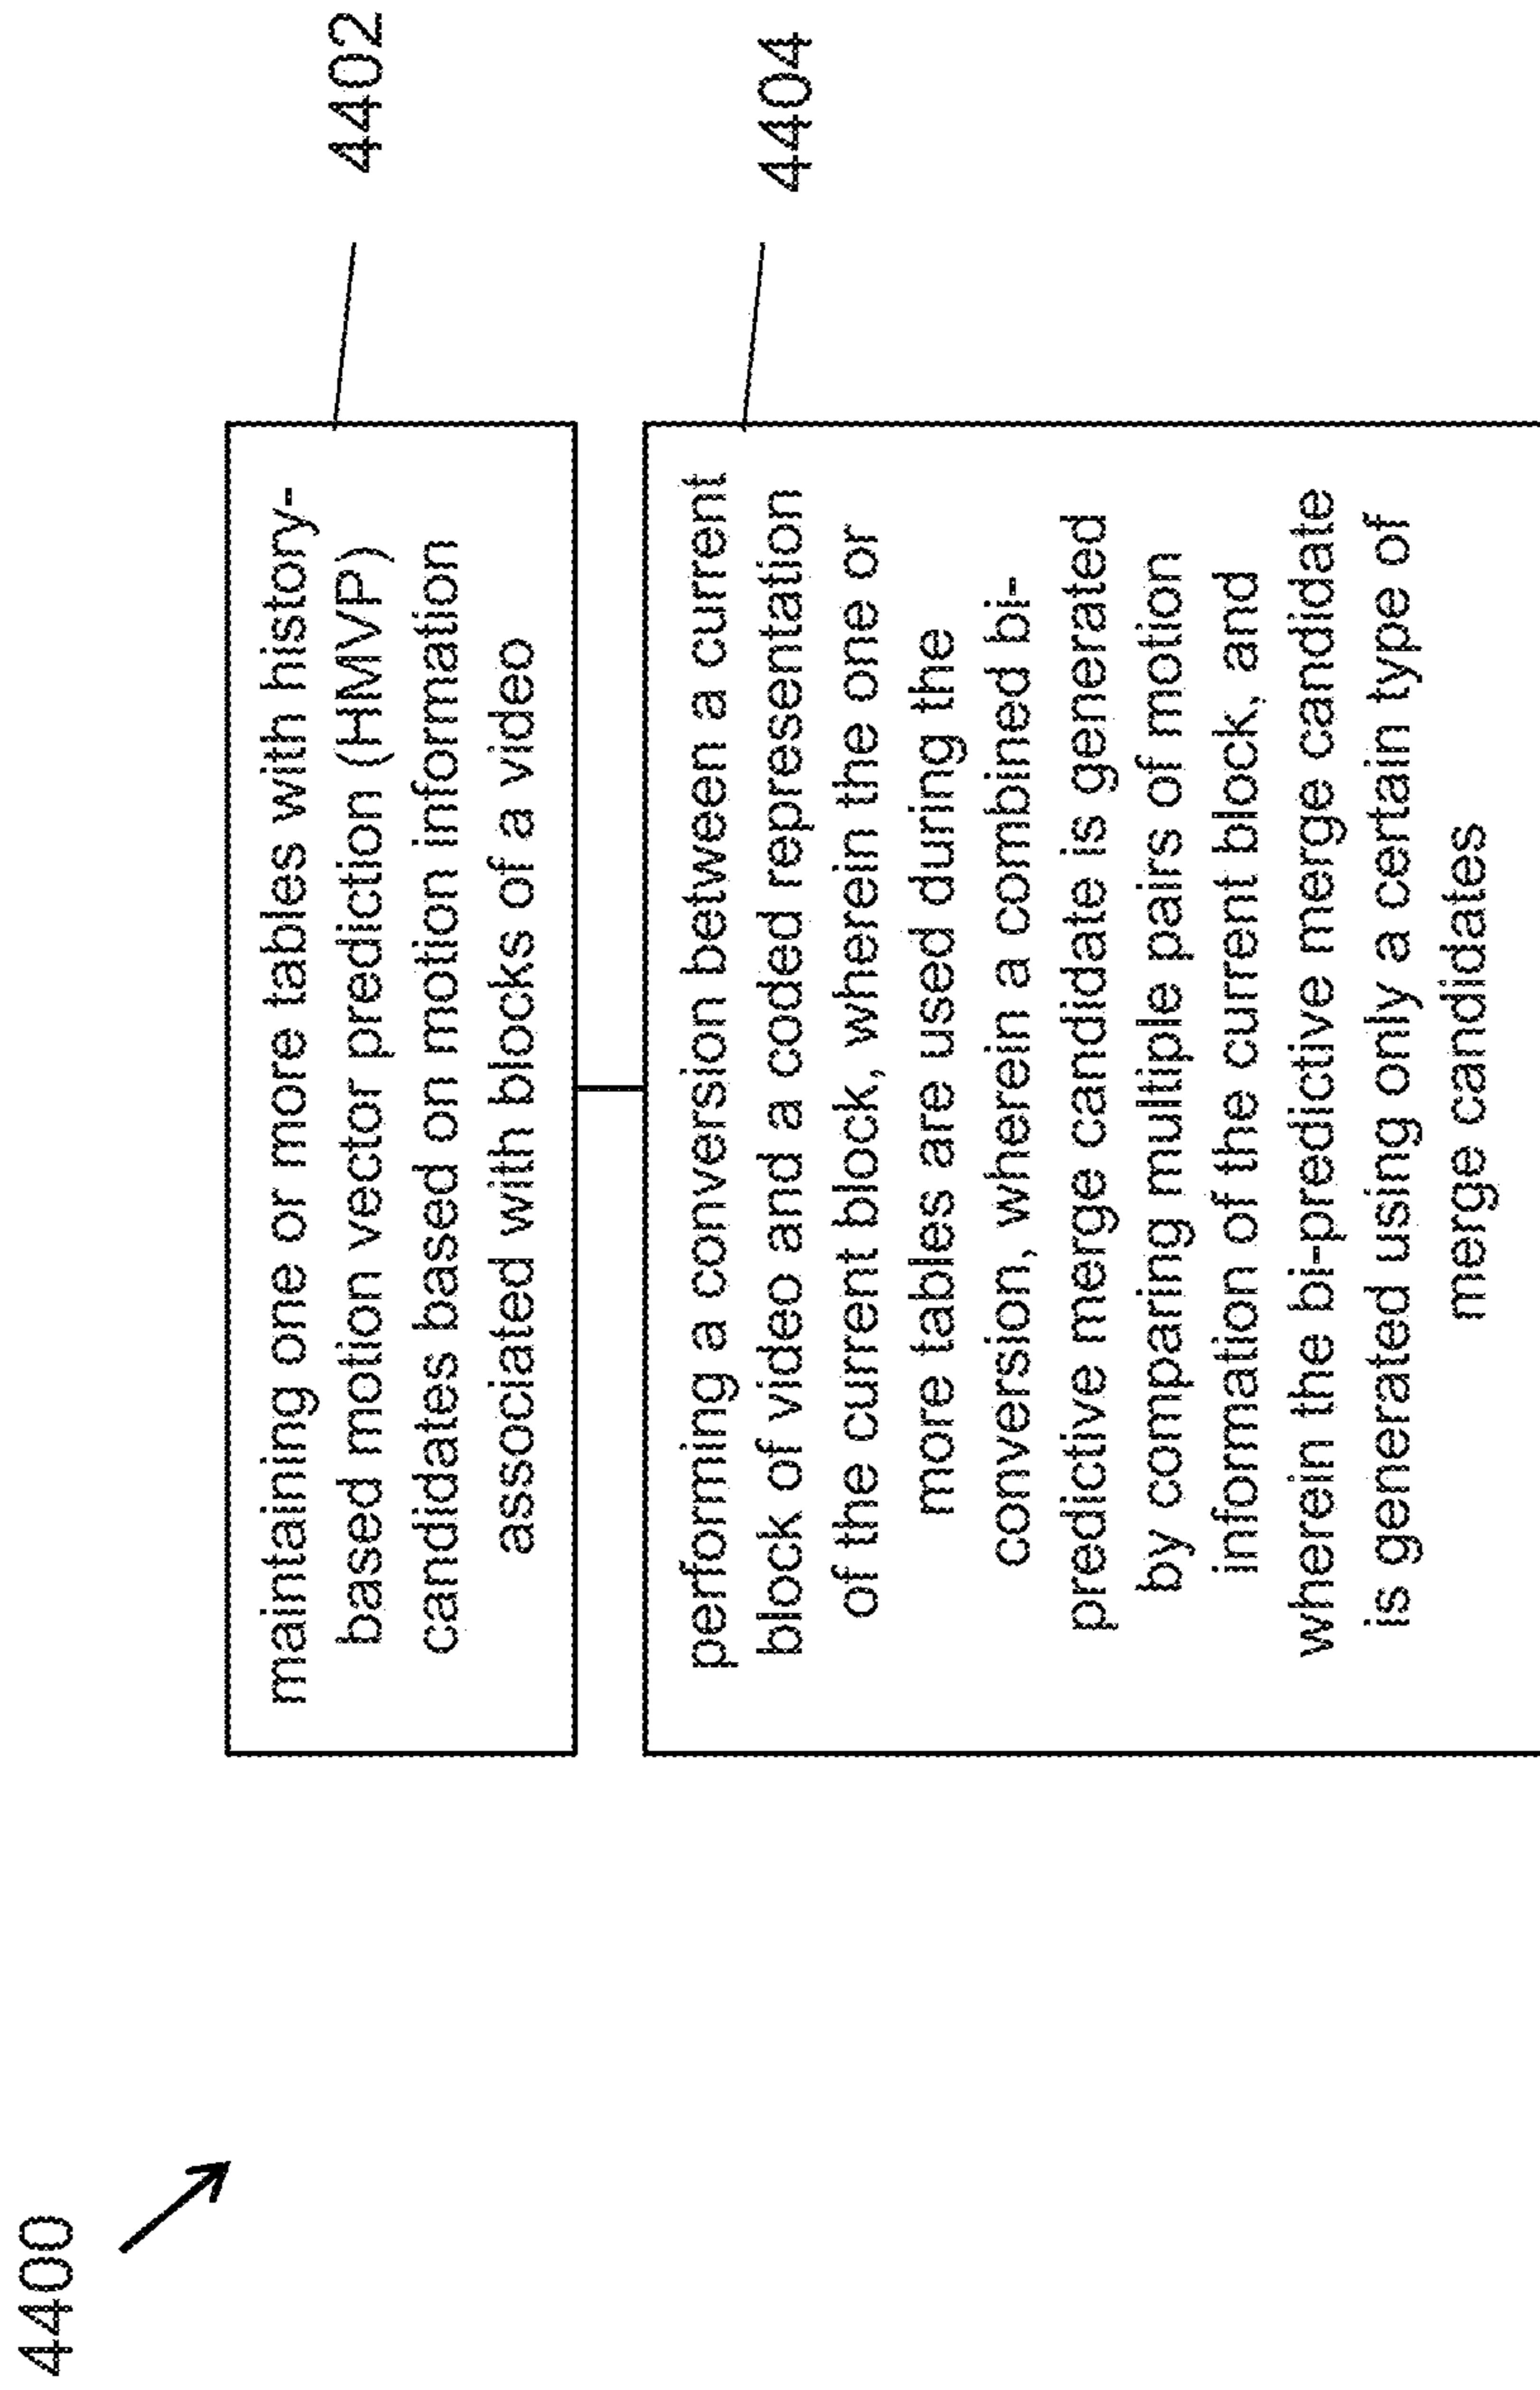 4400
maintaining one or more tables with history-
based motion vector prediction (HMVP)
candidates based on motion information
associated with blocks of a video
4402
performing a conversion between a current
block of video and a coded representation
of the current block, wherein the one or
more tables are used during the
conversion, wherein a combined bi-
predictive merge candidate is generated
by comparing multiple pairs of motion
information of the current block, and
wherein the bi-predictive merge candidate
is generated using only a certain type of
merge candidates
4404